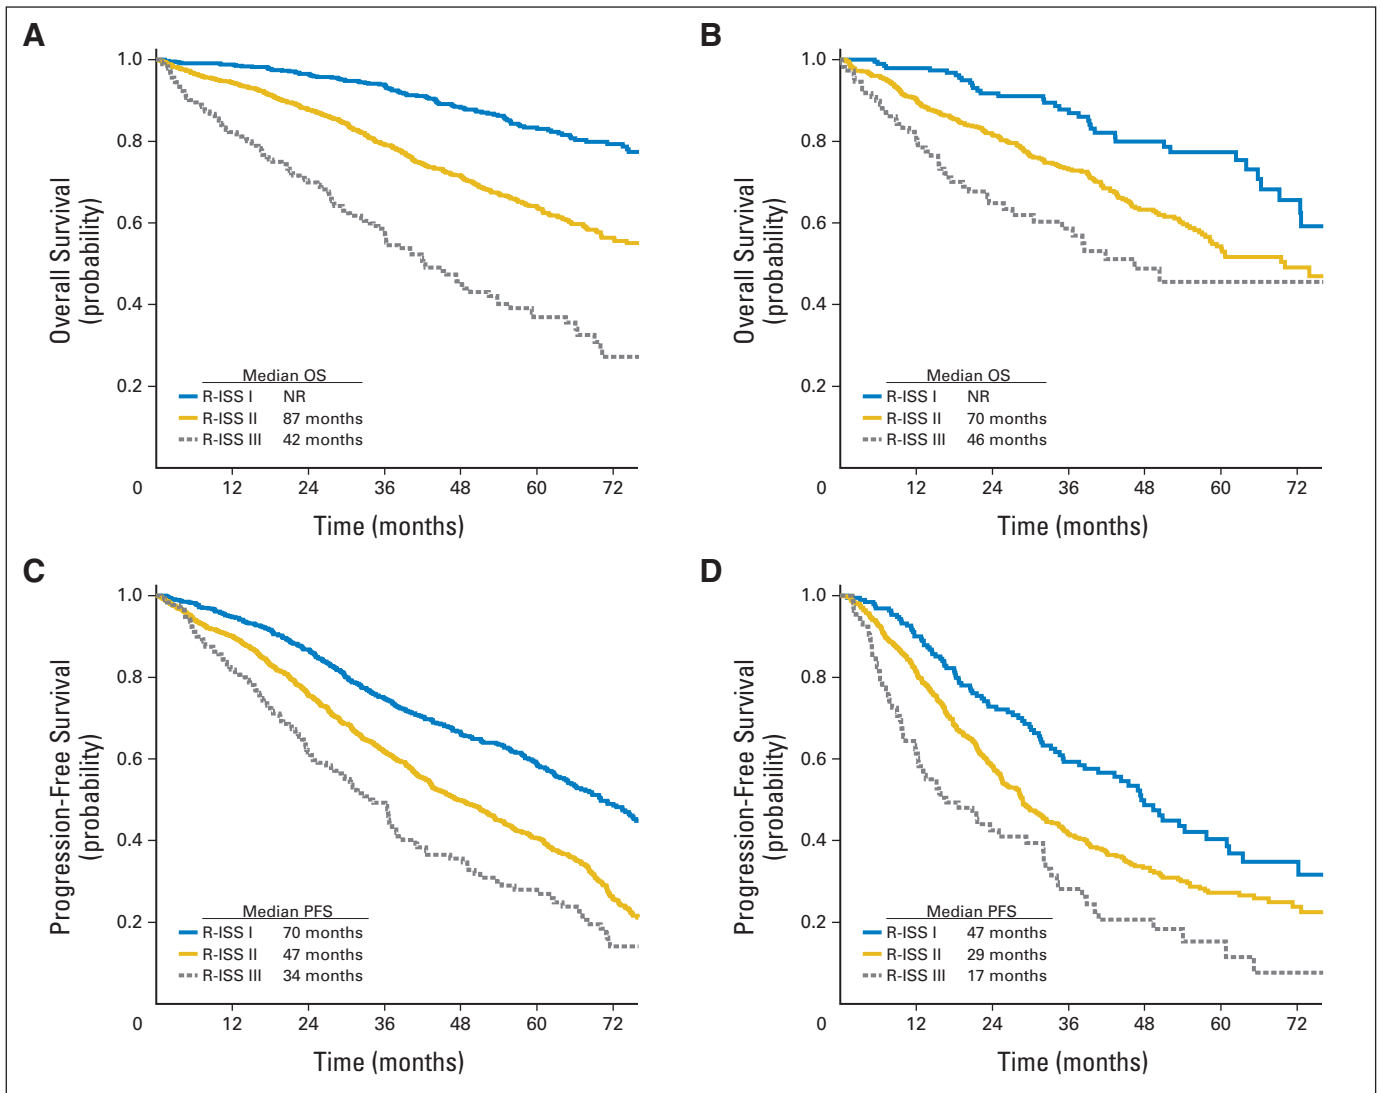 A
Overall Survival
(probability)
1.0
0.8
0.6
0.4
0.2
Median OS
R-ISS I NR
R-ISS II 87 months
R-ISS III 42 months
0 12 24 36 48 60 72
Time (months)
B
Overall Survival
(probability)
1.0
0.8
0.6
0.4
0.2
Median OS
R-ISS I NR
R-ISS II 70 months
R-ISS III 46 months
0 12 24 36 48 60 72
Time (months)
C
Progression-Free Survival
(probability)
1.0
0.8
0.6
0.4
0.2
Median PFS
R-ISS I 70 months
R-ISS II 47 months
R-ISS III 34 months
0 12 24 36 48 60 72
Time (months)
D
Progression-Free Survival
(probability)
1.0
0.8
0.6
0.4
0.2
Median PFS
R-ISS I 47 months
R-ISS II 29 months
R-ISS III 17 months
0 12 24 36 48 60 72
Time (months)